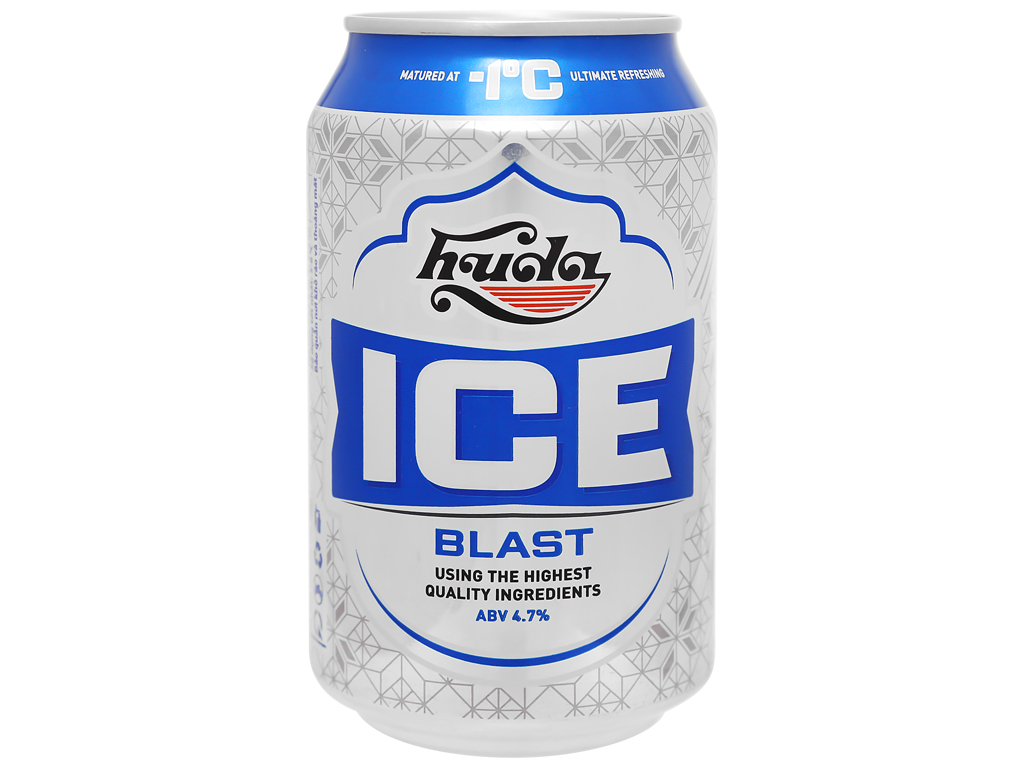 MATURED AT -1°C ULTIMATE REFRESHING
huda
ICE
BLAST
USING THE HIGHEST
QUALITY INGREDIENTS
ABV 4.7%